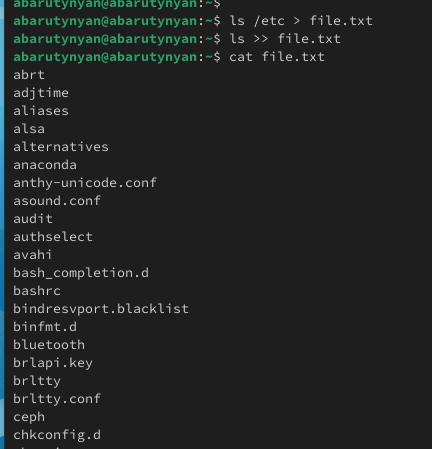 abarutynyan@abarutynyan:~$
abarutynyan@abarutynyan:~$ ls /etc > file.txt
abarutynyan@abarutynyan:~$ ls >> file.txt
abarutynyan@abarutynyan:~$ cat file.txt
abrt
adjtime
aliases
alsa
alternatives
anaconda
anthy-unicode.conf
asound.conf
audit
authselect
avahi
bash_completion.d
bashrc
bindresvport.blacklist
binfmt.d
bluetooth
brlapi.key
brltty
brltty.conf
ceph
chkconfig.d